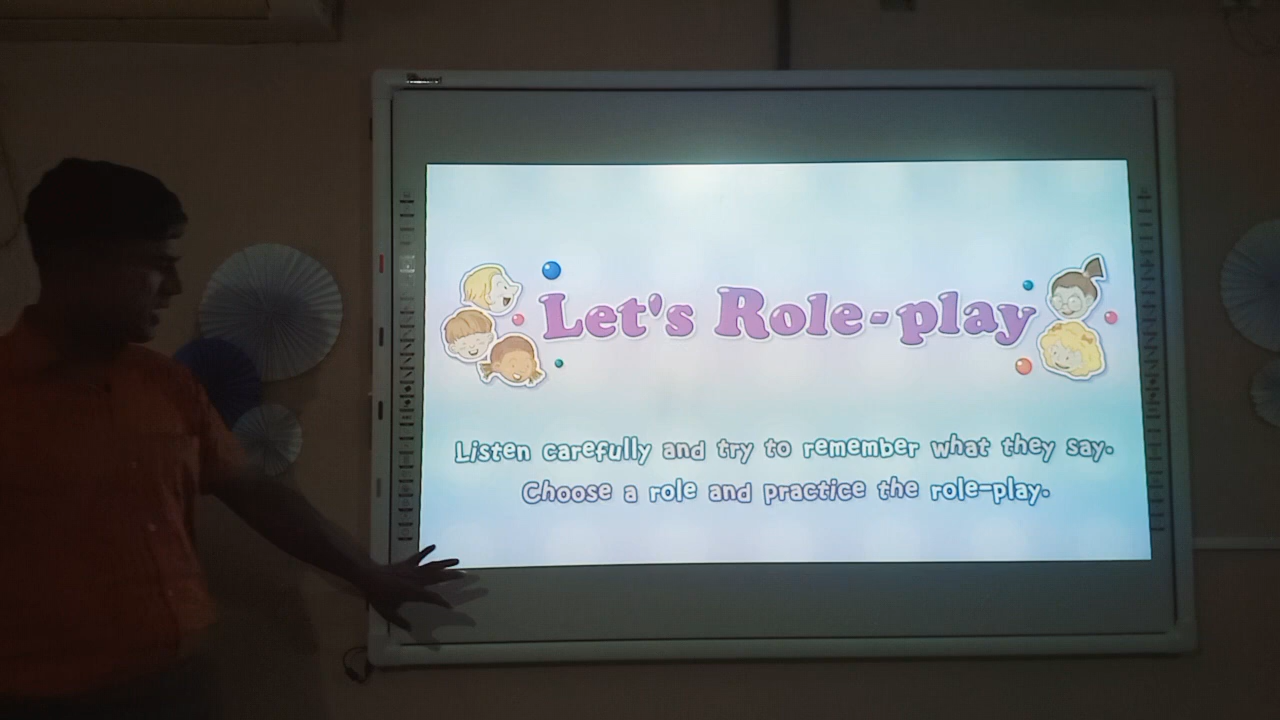 Let's Role-play
Listen carefully and try to remember what they say.
Choose a role and practice the role-play.